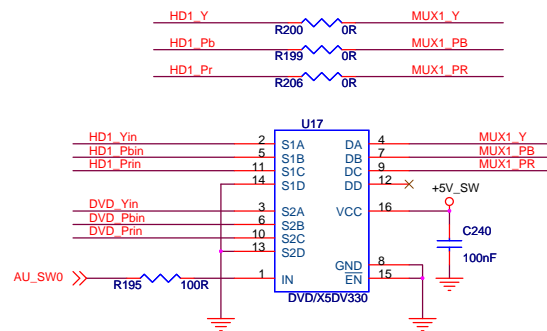 HD1_Y MUX1_Y
R200 0R
HD1_Pb MUX1_PB
R199 0R
HD1_Pr MUX1_PR
R206 0R
U17
HD1_Yin 2 S1A DA 4 MUX1_Y
HD1_Pbin 5 S1B DB 7 MUX1_PB
HD1_Prin 11 S1C DC 9 MUX1_PR
14 S1D DD 12
+5V_SW
DVD_Yin 3 S2A VCC 16
DVD_Pbin 6 S2B
DVD_Prin 10 S2C
13 S2D
C240
100nF
GND 8
AU_SW0 R195 100R 1 IN EN 15
DVD/X5DV330